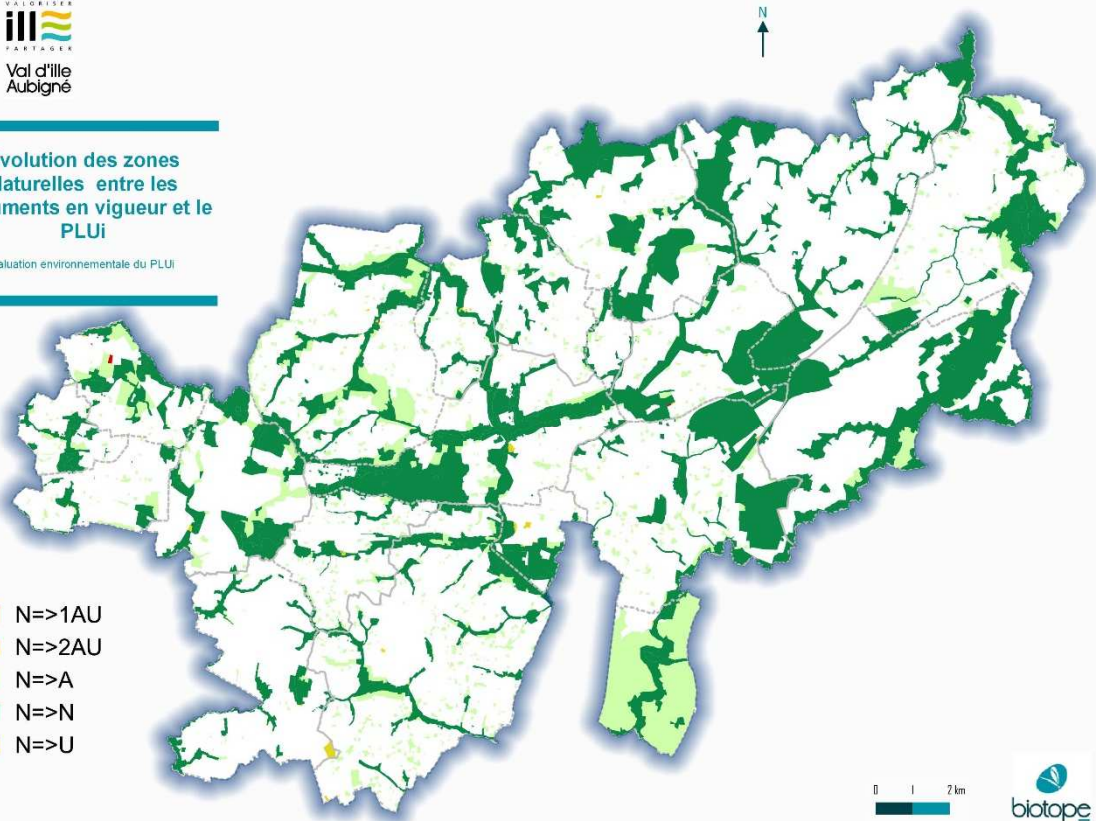 VALORISER
ill
PARTAGER
Val d'ille
Aubigné
volution des zones
aturelles entre les
uments en vigueur et le
PLUi
aluation environnementale du PLUi
N
N=>1AU
N=>2AU
N=>A
N=>N
N=>U
0 1 2 km
biotope